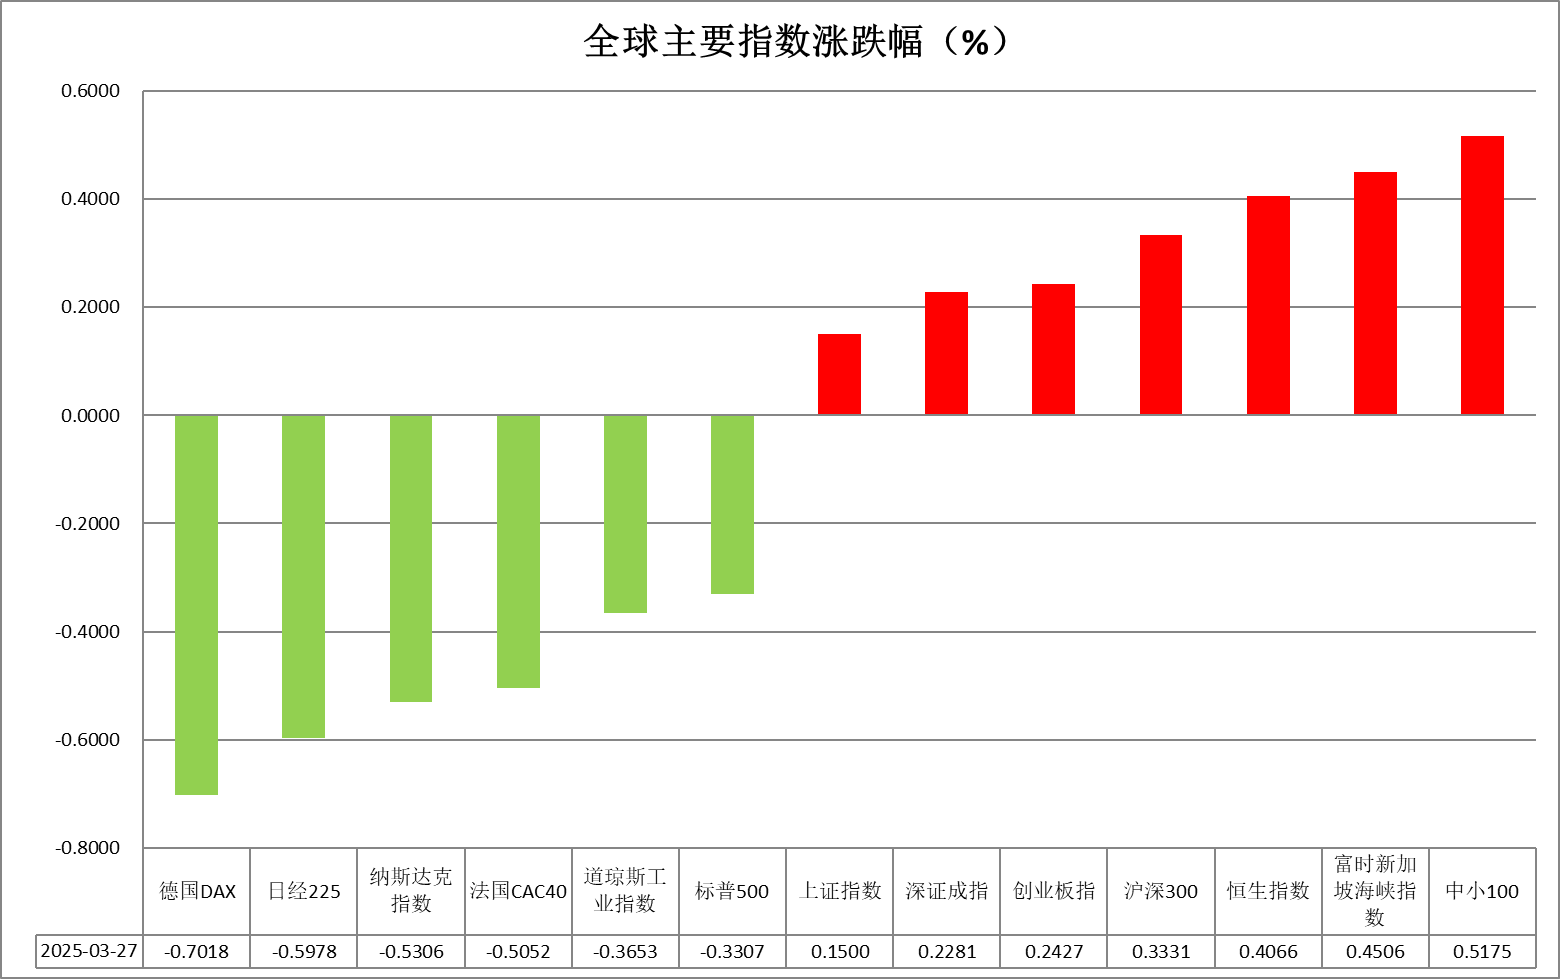 全球主要指数涨跌幅（%）
0.6000
0.4000
0.2000
0.0000
-0.2000
-0.4000
-0.6000
-0.8000
德国DAX
日经225
纳斯达克
指数
法国CAC40
道琼斯工
业指数
标普500
上证指数
深证成指
创业板指
沪深300
恒生指数
富时新加
坡海峡指
数
中小100
2025-03-27 -0.7018 -0.5978 -0.5306 -0.5052 -0.3653 -0.3307 0.1500 0.2281 0.2427 0.3331 0.4066 0.4506 0.5175